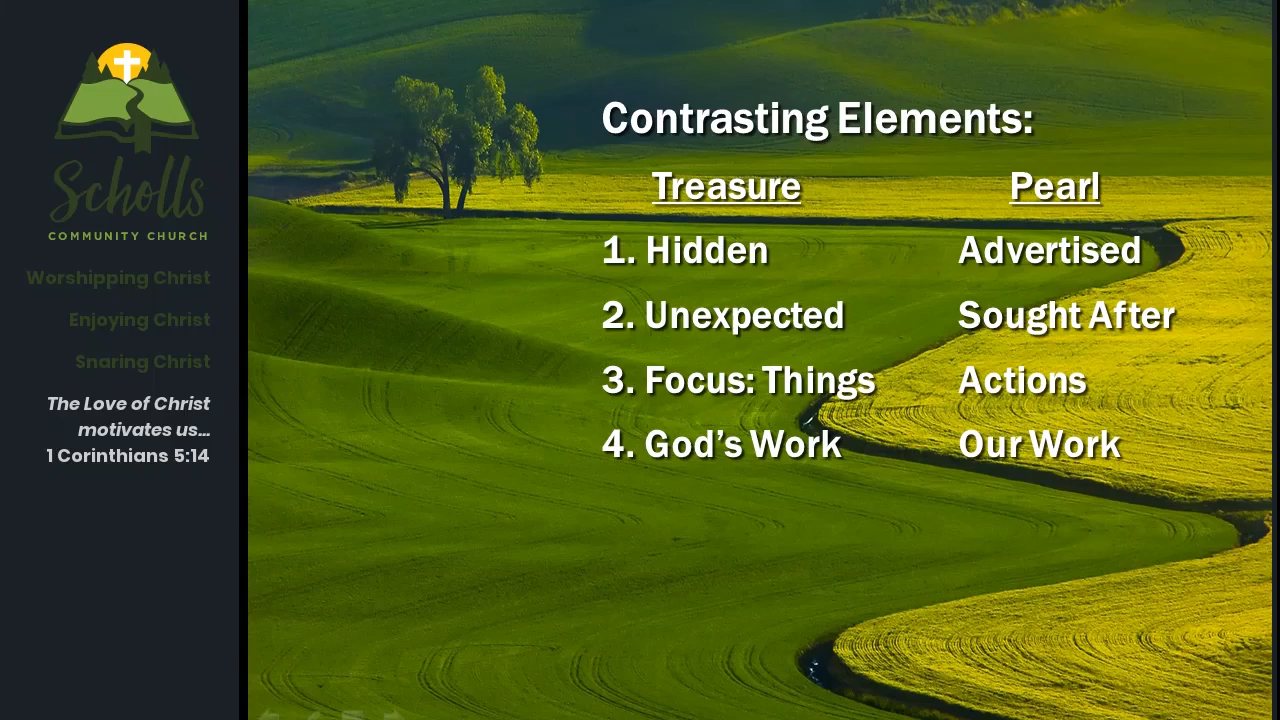 Scholls
COMMUNITY CHURCH
Worshipping Christ
Enjoying Christ
Snaring Christ
The Love of Christ
motivates us...
1 Corinthians 5:14
Contrasting Elements:
Treasure Pearl
1. Hidden Advertised
2. Unexpected Sought After
3. Focus: Things Actions
4. God’s Work Our Work